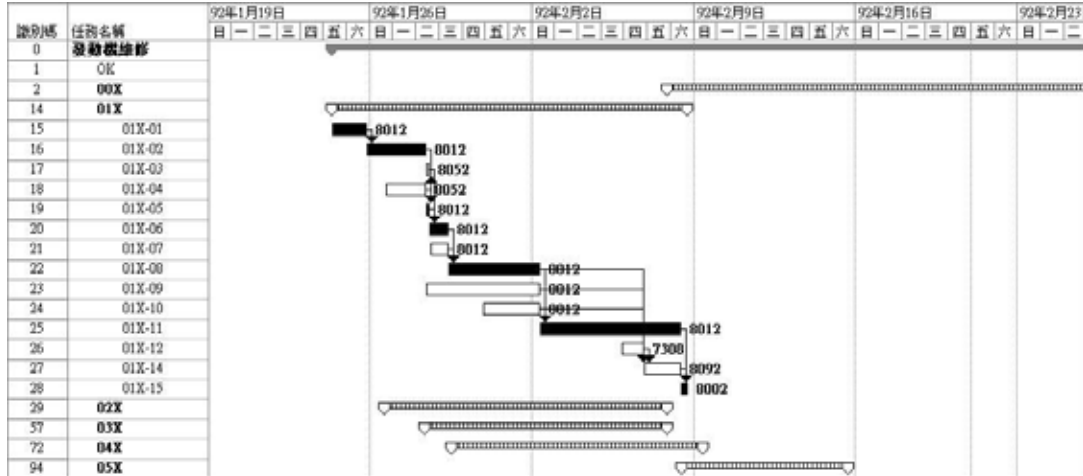 92年1月19日 92年1月26日 92年2月2日 92年2月9日 92年2月16日 92年2月23
識別碼 任務名稱 日 一 二 三 四 五 六 日 一 二 三 四 五 六 日 一 二 三 四 五 六 日 一 二 三 四 五 六 日 一 二 三 四 五 六 日 一 二
0 發動機維修
1 OK
2 00X
14 01X
15 01X-01 8012
16 01X-02 8012
17 01X-03 8052
18 01X-04 8052
19 01X-05 8012
20 01X-06 8012
21 01X-07 8012
22 01X-08 8012
23 01X-09 8012
24 01X-10 8012
25 01X-11 8012
26 01X-12 7308
27 01X-14 8092
28 01X-15 8002
29 02X
57 03X
72 04X
94 05X